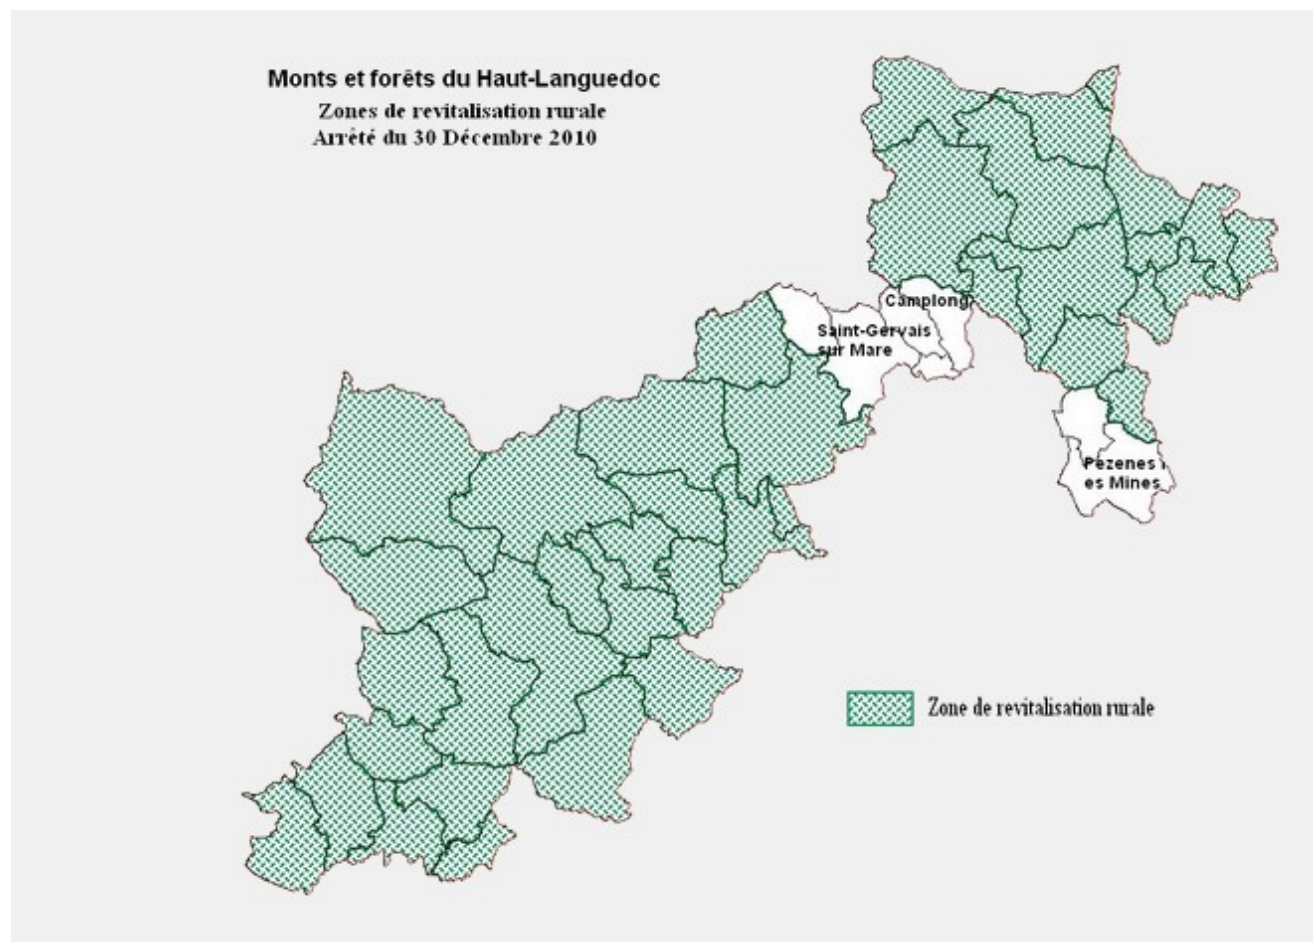 Monts et forêts du Haut-Languedoc
Zones de revitalisation rurale
Arrêté du 30 Décembre 2010
Camplong
Saint-Gervais
sur Mare
Pézenes l
es Mines
Zone de revitalisation rurale